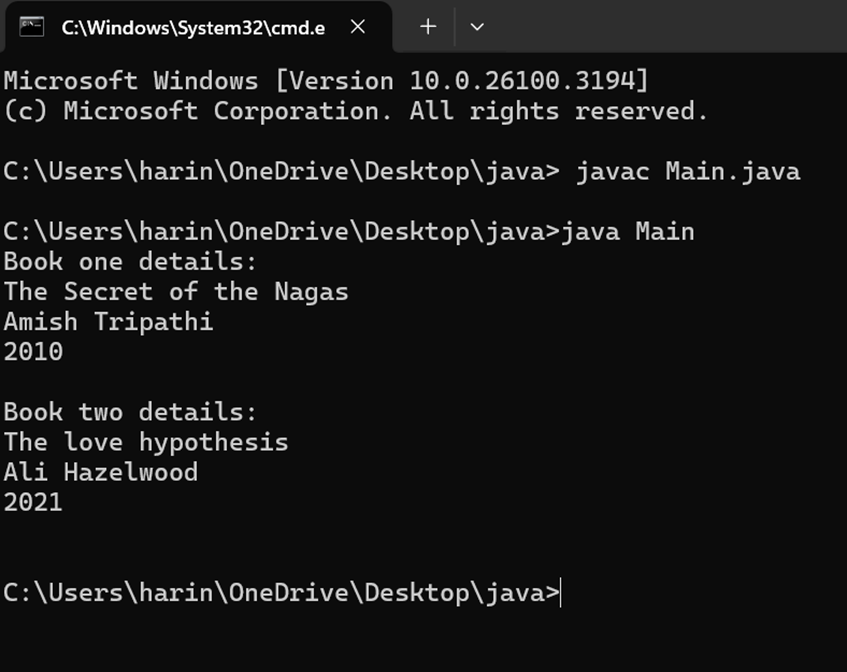 C:\Windows\System32\cmd.e
Microsoft Windows [Version 10.0.26100.3194]
(c) Microsoft Corporation. All rights reserved.
C:\Users\harin\OneDrive\Desktop\java> javac Main.java
C:\Users\harin\OneDrive\Desktop\java>java Main
Book one details:
The Secret of the Nagas
Amish Tripathi
2010
Book two details:
The love hypothesis
Ali Hazelwood
2021
C:\Users\harin\OneDrive\Desktop\java>